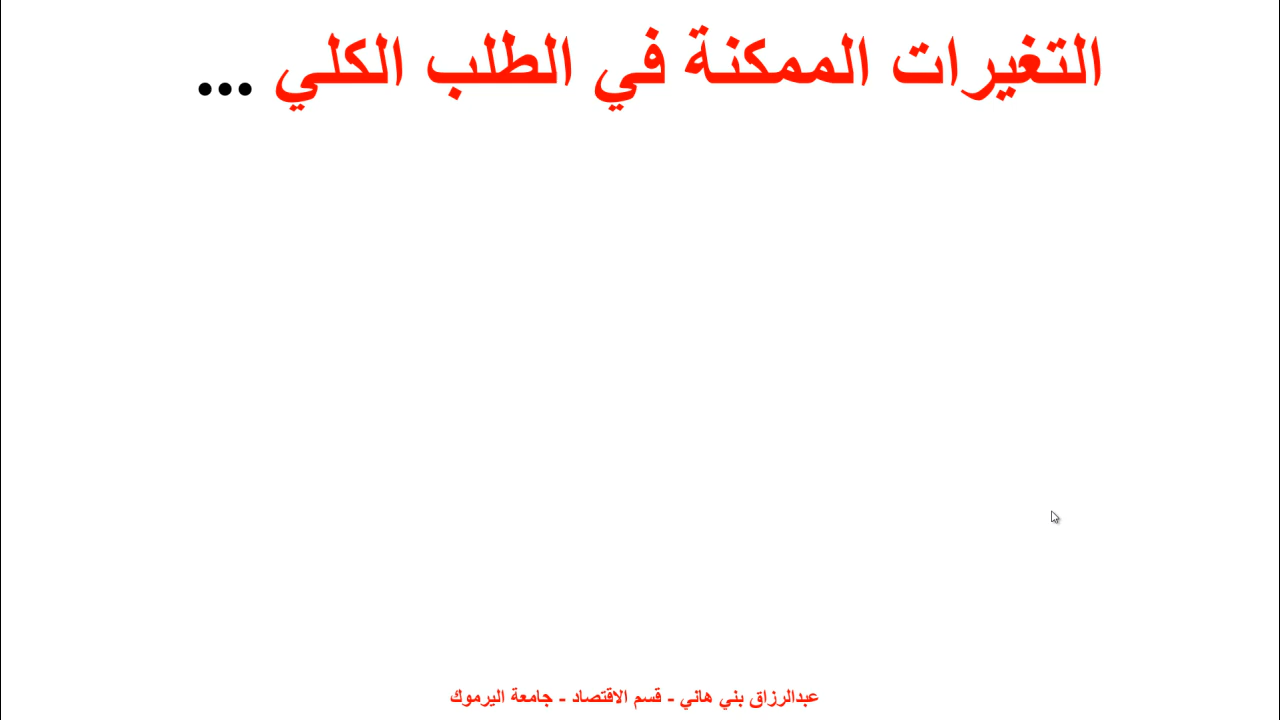 التغيرات الممكنة في الطلب الكلي ...
عبدالرزاق بني هاني - قسم الاقتصاد - جامعة اليرموك